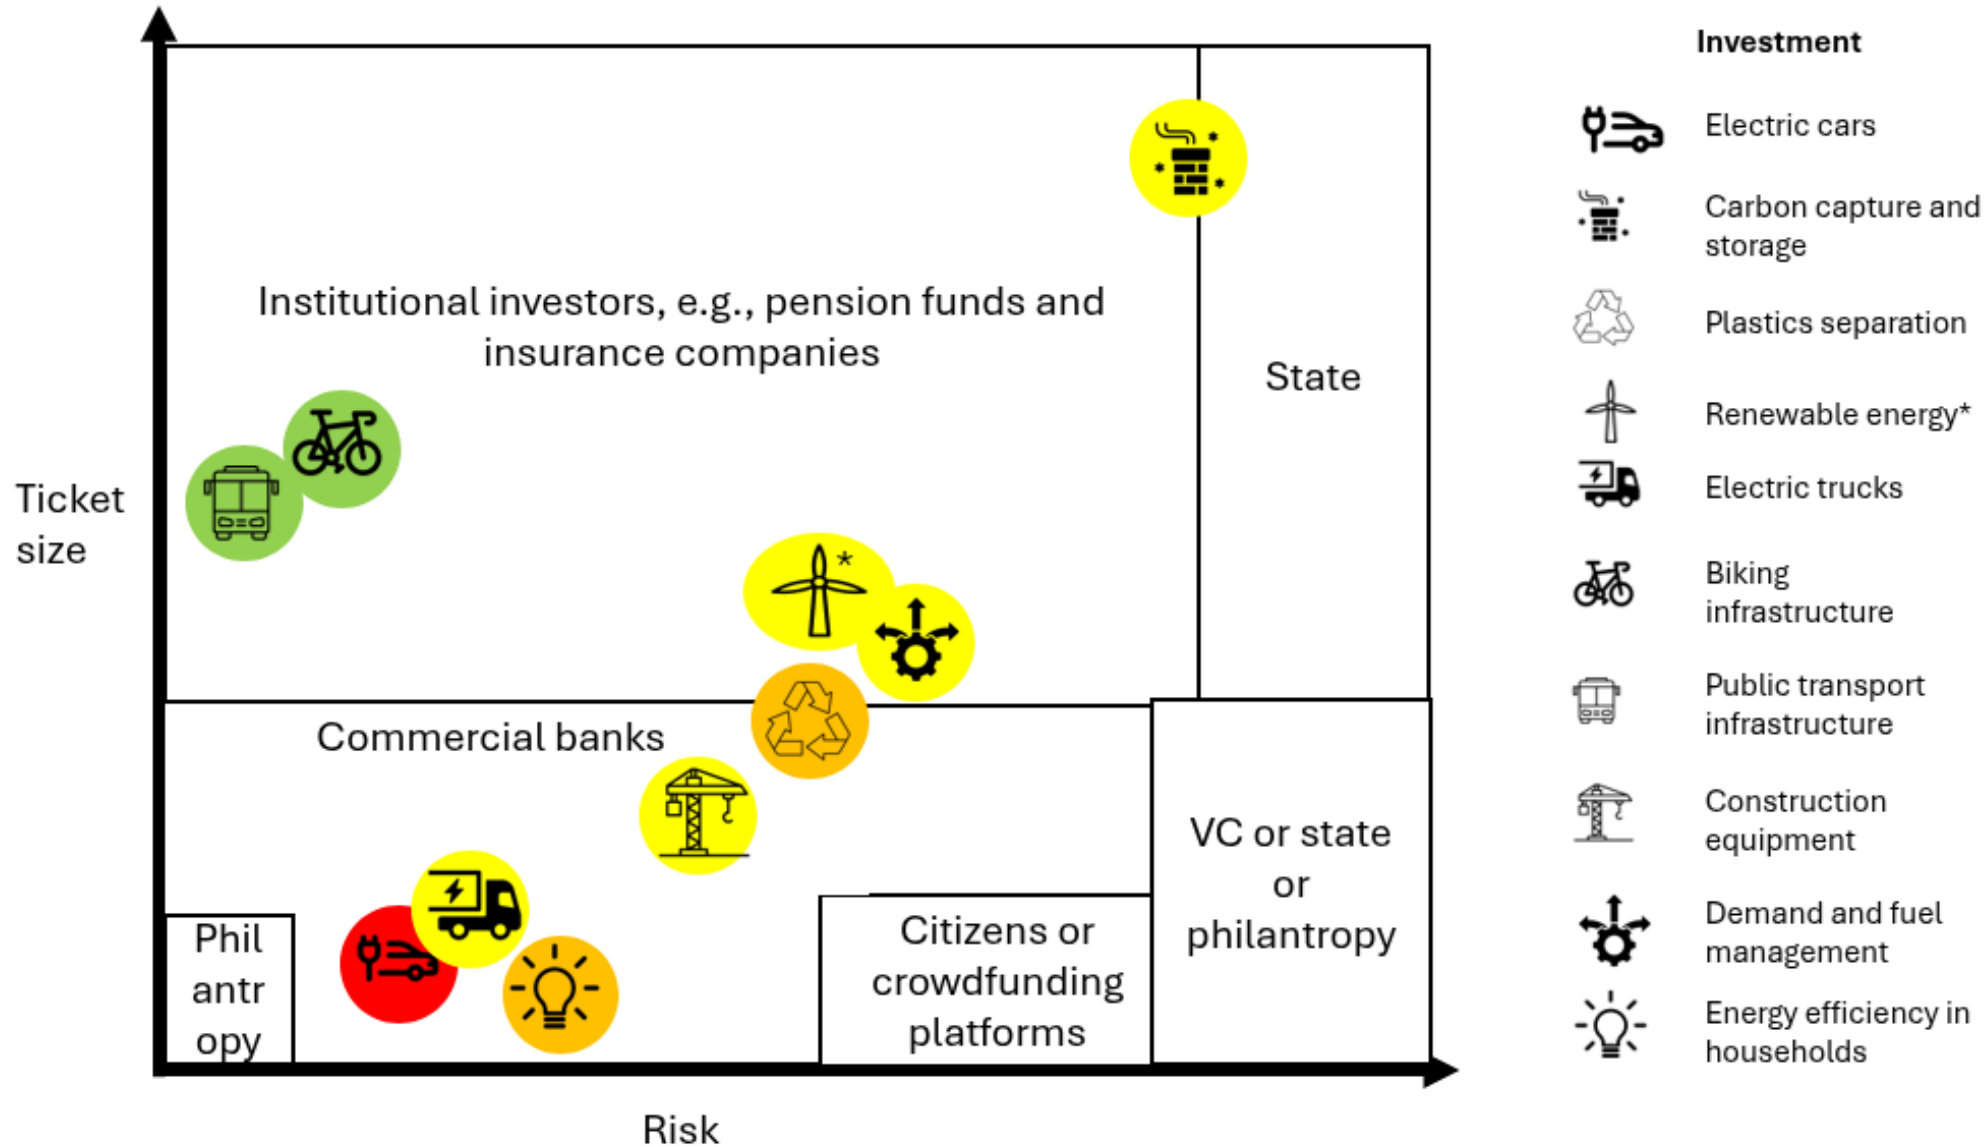 Ticket
size
Institutional investors, e.g., pension funds and
insurance companies
State
*
Commercial banks
VC or state
or
philantropy
Phil
antr
opy
Citizens or
crowdfunding
platforms
Risk
Investment
Electric cars
Carbon capture and
storage
Plastics separation
Renewable energy*
Electric trucks
Biking
infrastructure
Public transport
infrastructure
Construction
equipment
Demand and fuel
management
Energy efficiency in
households